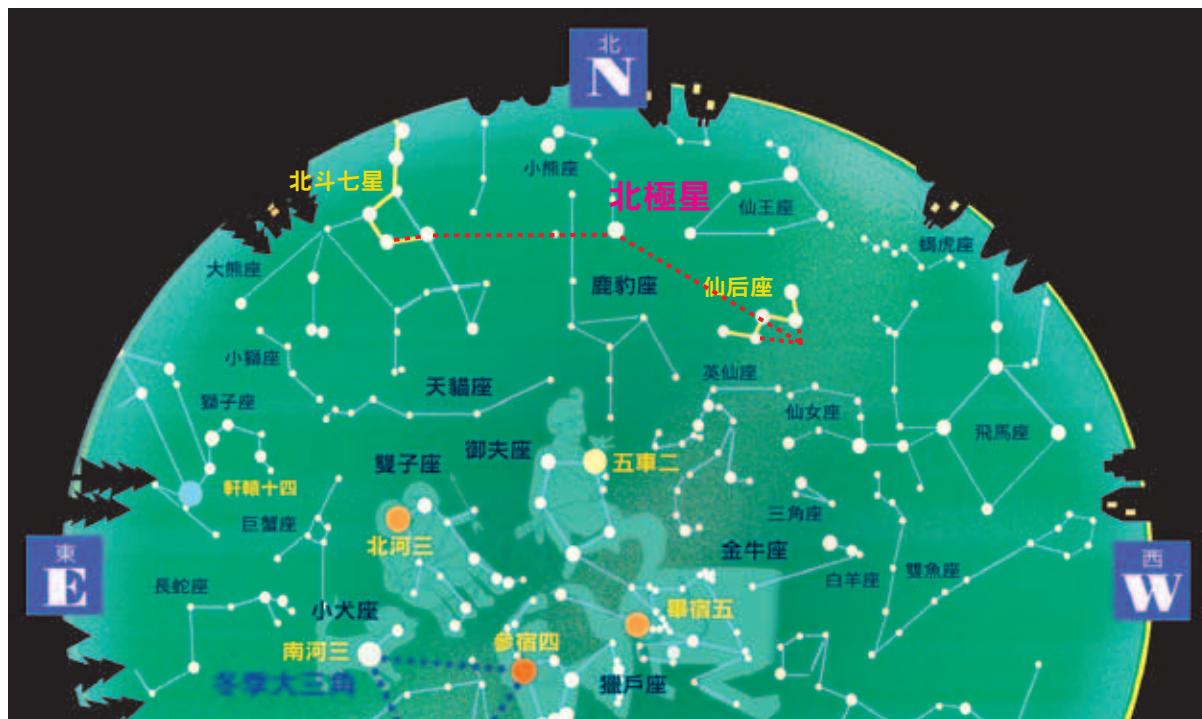 北
N
北斗七星
小熊座
北極星
仙王座
蝎虎座
大熊座
鹿豹座
仙后座
小獅座
天貓座
英仙座
獅子座
仙女座
飛馬座
御夫座
雙子座
五車二
軒轅十四
巨蟹座
三角座
北河三
金牛座
東
E
西
W
長蛇座
白羊座
雙魚座
小犬座
畢宿五
南河三
參宿四
冬季大三角
獵戶座